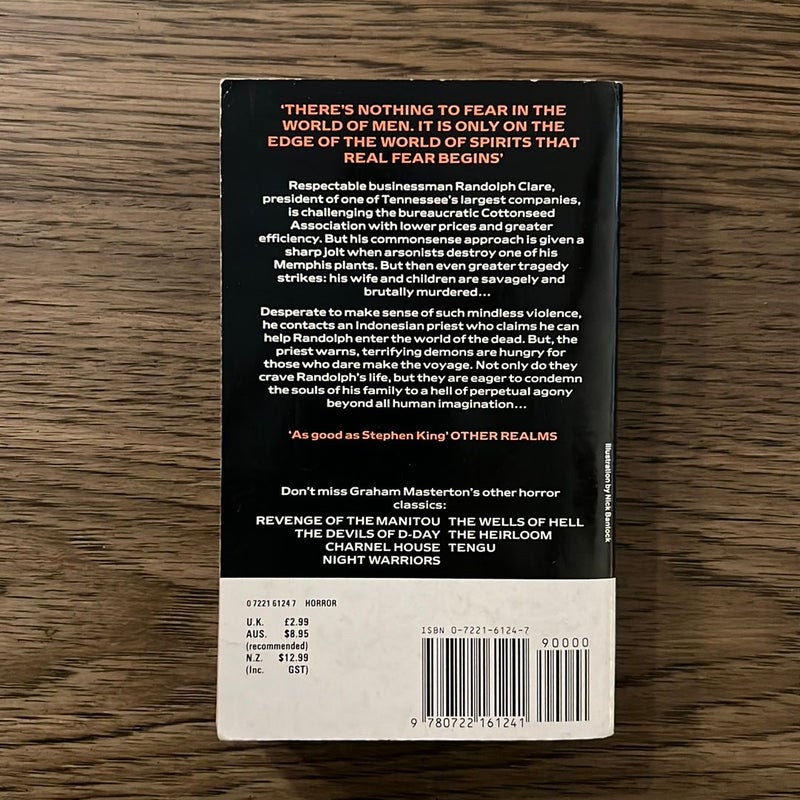 ‘THERE’S NOTHING TO FEAR IN THE
WORLD OF MEN. IT IS ONLY ON THE
EDGE OF THE WORLD OF SPIRITS THAT
REAL FEAR BEGINS’
Respectable businessman Randolph Clare,
president of one of Tennessee’s largest companies,
is challenging the bureaucratic Cottonseed
Association with lower prices and greater
efficiency. But his commonsense approach is given a
sharp jolt when arsonists destroy one of his
Memphis plants. But then even greater tragedy
strikes: his wife and children are savagely and
brutally murdered...
Desperate to make sense of such mindless violence,
he contacts an Indonesian priest who claims he can
help Randolph enter the world of the dead. But, the
priest warns, terrifying demons are hungry for
those who dare make the voyage. Not only do they
crave Randolph’s life, but they are eager to condemn
the souls of his family to a hell of perpetual agony
beyond all human imagination...
‘As good as Stephen King’ OTHER REALMS
Illustration by Nick Bamlock
Don’t miss Graham Masterton’s other horror
classics:
REVENGE OF THE MANITOU THE WELLS OF HELL
THE DEVILS OF D-DAY THE HEIRLOOM
CHARNEL HOUSE TENGU
NIGHT WARRIORS
0 7221 6124 7 HORROR
U.K. £2.99
AUS. $8.95
(recommended)
N.Z. $12.99
(Inc. GST)
ISBN 0-7221-6124-7
90000
9 780722 161241